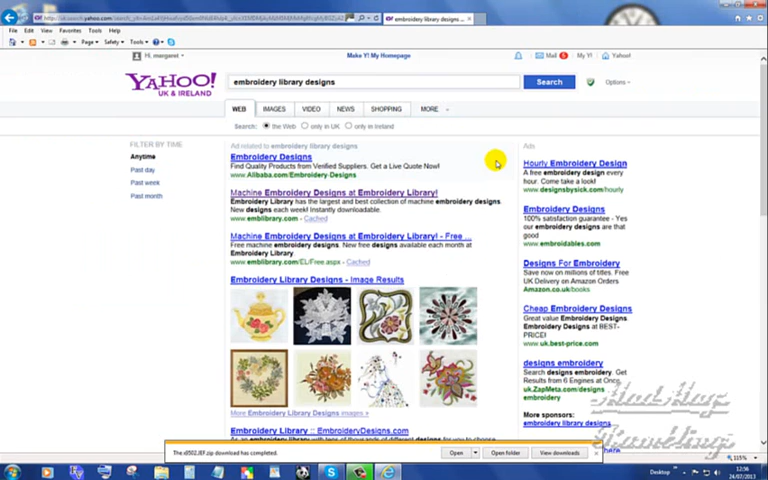 embroidery library designs ...
File Edit View Favorites Tools Help
Page Safety Tools
Hi, margaret
Make Y! My Homepage
Mail 6 My Y! Yahoo!
YAHOO!
UK & IRELAND
embroidery library designs
Search
Options
WEB IMAGES VIDEO NEWS SHOPPING MORE
Search: the Web only in UK only in Ireland
FILTER BY TIME
Anytime
Past day
Past week
Past month
Ad related to embroidery library designs
Embroidery Designs
Find Quality Products from Verified Suppliers. Get a Live Quote Now!
www.Alibaba.com/Embroidery-Designs
Machine Embroidery Designs at Embroidery Library!
Embroidery Library has the largest and best collection of machine embroidery designs.
New designs each week! Instantly downloadable.
www.emblibrary.com - Cached
Machine Embroidery Designs at Embroidery Library! - Free ...
Free machine embroidery designs. New free designs available each month at
Embroidery Library.
www.emblibrary.com/EL/Free.aspx - Cached
Embroidery Library Designs - Image Results
More Embroidery Library Designs images »
Embroidery Library :: EmbroideryDesigns.com
Ads
Hourly Embroidery Design
A free embroidery design every
hour. Come take a look!
www.designsbysick.com/hourly
Embroidery Designs
100% satisfaction guarantee - Yes
our embroidery designs are that
good
www.embroidables.com
Designs For Embroidery
Save now on millions of titles. Free
UK Delivery on Amazon Orders
Amazon.co.uk/books
Cheap Embroidery Designs
Great value Embroidery Designs.
Embroidery Designs at BEST-
PRICE!
www.uk.best-price.com
designs embroidery
Search designs embroidery. Get
Results from 6 Engines at Once
uk.ZapMeta.com/designs
embroidery
More sponsors:
embroidery library designs
MadMags
Ramblings
The x8502.JEF.zip download has completed.
Open Open folder View downloads
115%
Desktop
12:56
24/07/2013